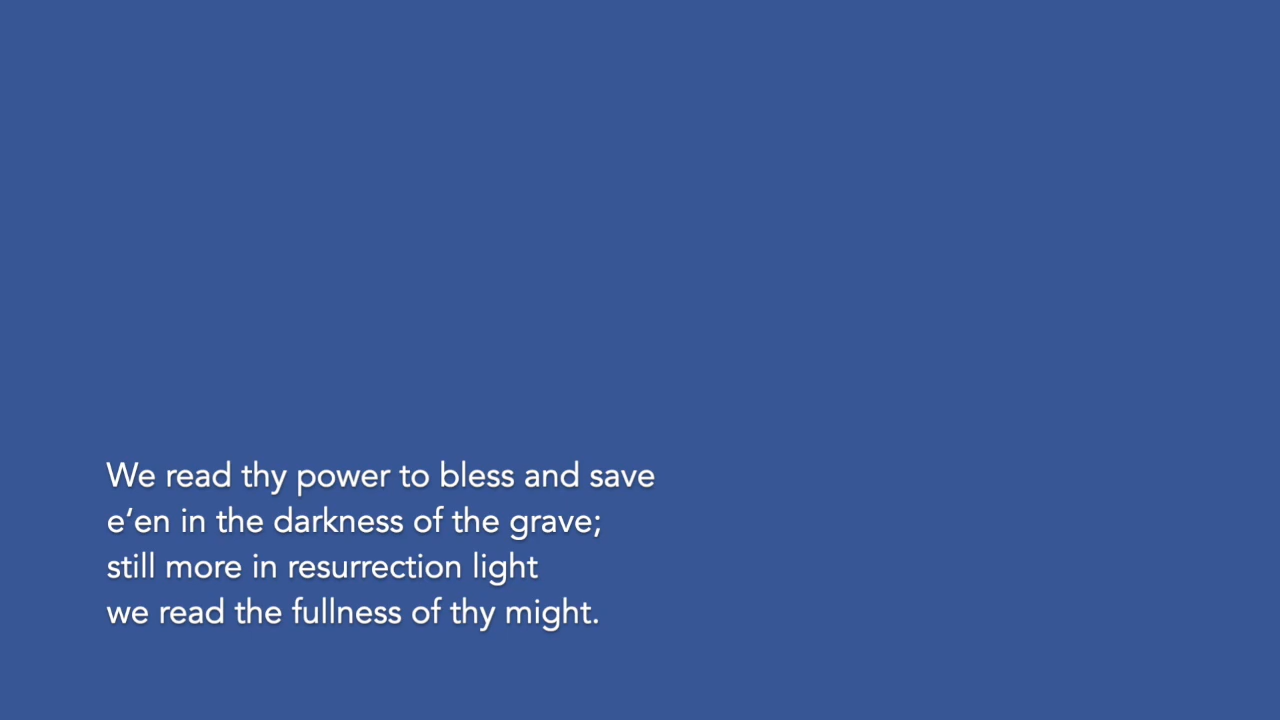 We read thy power to bless and save
e’en in the darkness of the grave;
still more in resurrection light
we read the fullness of thy might.